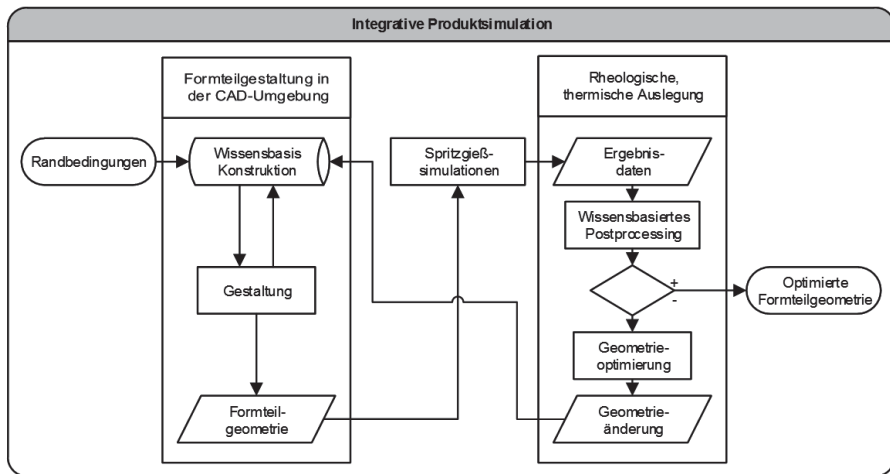 Integrative Produktsimulation
Formteilgestaltung in
der CAD-Umgebung
Rheologische,
thermische Auslegung
Randbedingungen
Wissensbasis
Konstruktion
Spritzgieß-
simulationen
Ergebnis-
daten
Wissensbasiertes
Postprocessing
Gestaltung
+
-
Optimierte
Formteilgeometrie
Geometrie-
optimierung
Formteil-
geometrie
Geometrie-
änderung